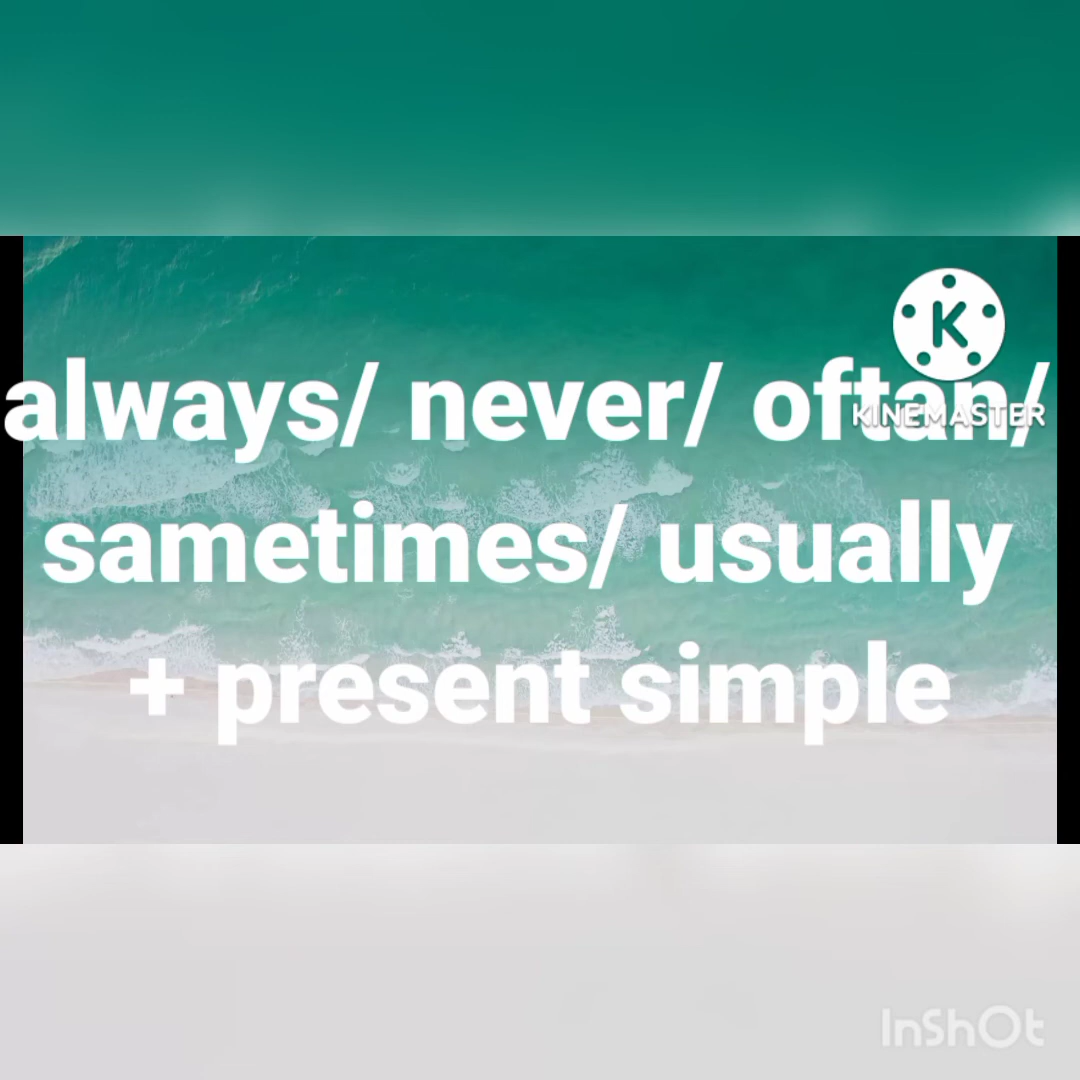 K
KINEMASTER
always/ never/ oftan/
sametimes/ usually
+ present simple
InShOt